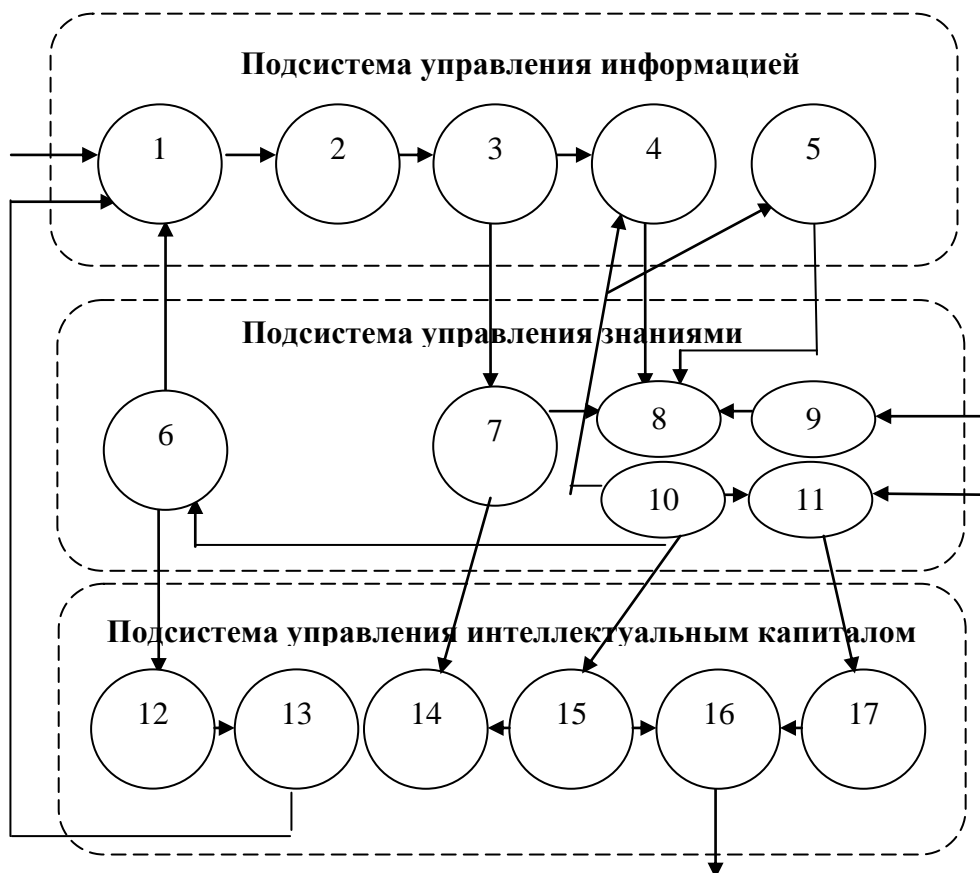 Подсистема управления информацией
1 2 3 4 5
Подсистема управления знаниями
6 7 8 9
10 11
Подсистема управления интеллектуальным капиталом
12 13 14 15 16 17